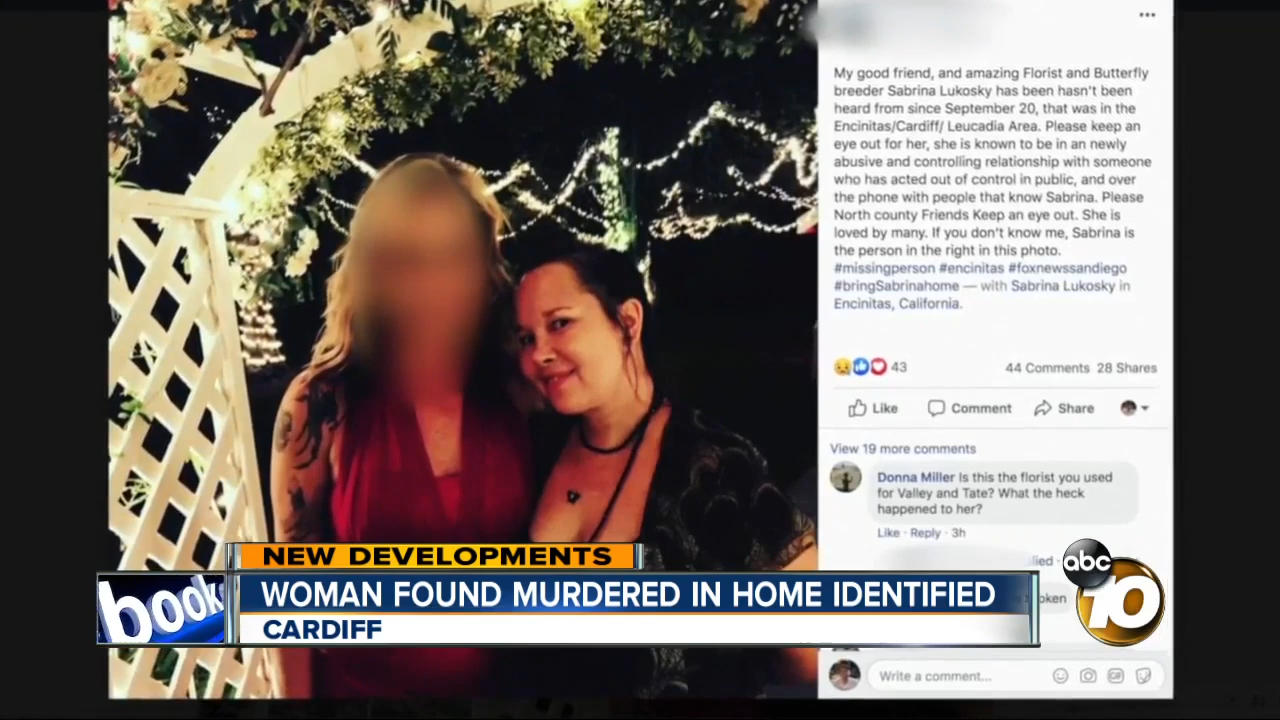 My good friend, and amazing Florist and Butterfly
breeder Sabrina Lukosky has been hasn't been
heard from since September 20, that was in the
Encinitas/Cardiff/ Leucadia Area. Please keep an
eye out for her, she is known to be in an newly
abusive and controlling relationship with someone
who has acted out of control in public, and over
the phone with people that know Sabrina. Please
North county Friends Keep an eye out. She is
loved by many. If you don't know me, Sabrina is
the person in the right in this photo.
#missingperson #encinitas #foxnewssandiego
#bringSabrinahome — with Sabrina Lukosky in
Encinitas, California.
43 44 Comments 28 Shares
Like Comment Share
View 19 more comments
Donna Miller Is this the florist you used
for Valley and Tate? What the heck
happened to her?
Like · Reply · 3h
Write a comment...
GIF
NEW DEVELOPMENTS
WOMAN FOUND MURDERED IN HOME IDENTIFIED
CARDIFF
book
abc
10